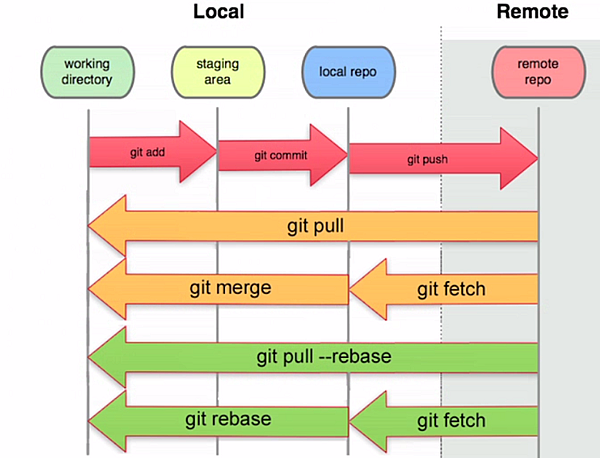 Local
Remote
working
directory
staging
area
local repo
remote
repo
git add
git commit
git push
git pull
git merge
git fetch
git pull --rebase
git rebase
git fetch